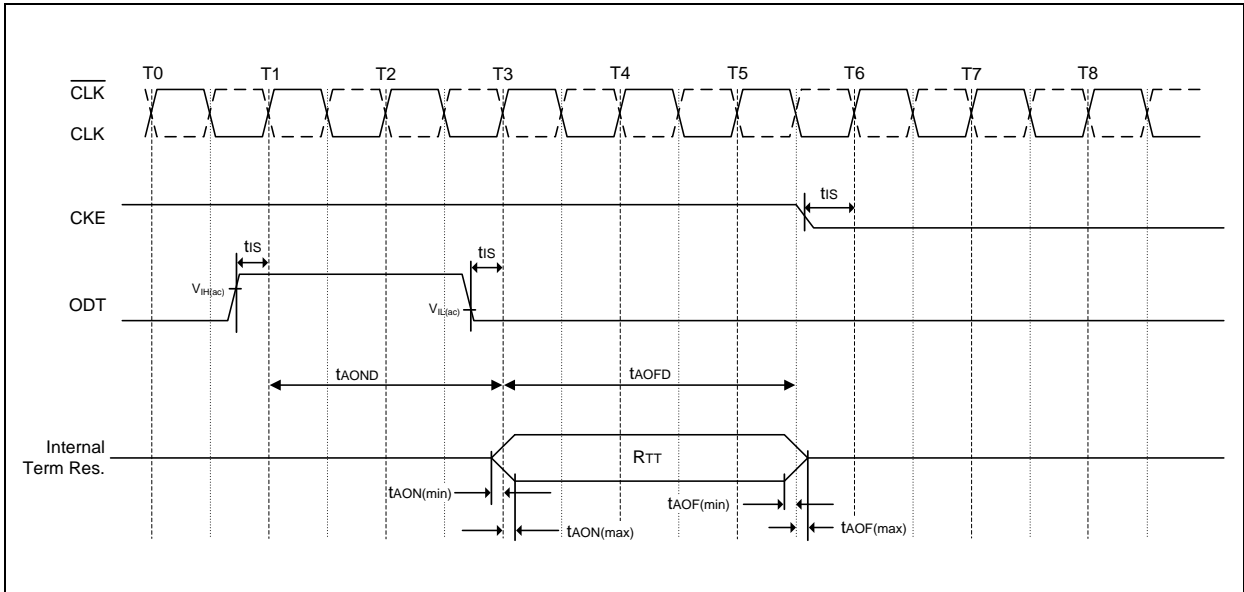 T0 T1 T2 T3 T4 T5 T6 T7 T8
CLK
CLK
tIS
CKE
tIS
tIS
VIH(ac)
ODT
VIL(ac)
tAOND
tAOFD
Internal
Term Res.
RTT
tAON(min)
tAOF(min)
tAON(max)
tAOF(max)